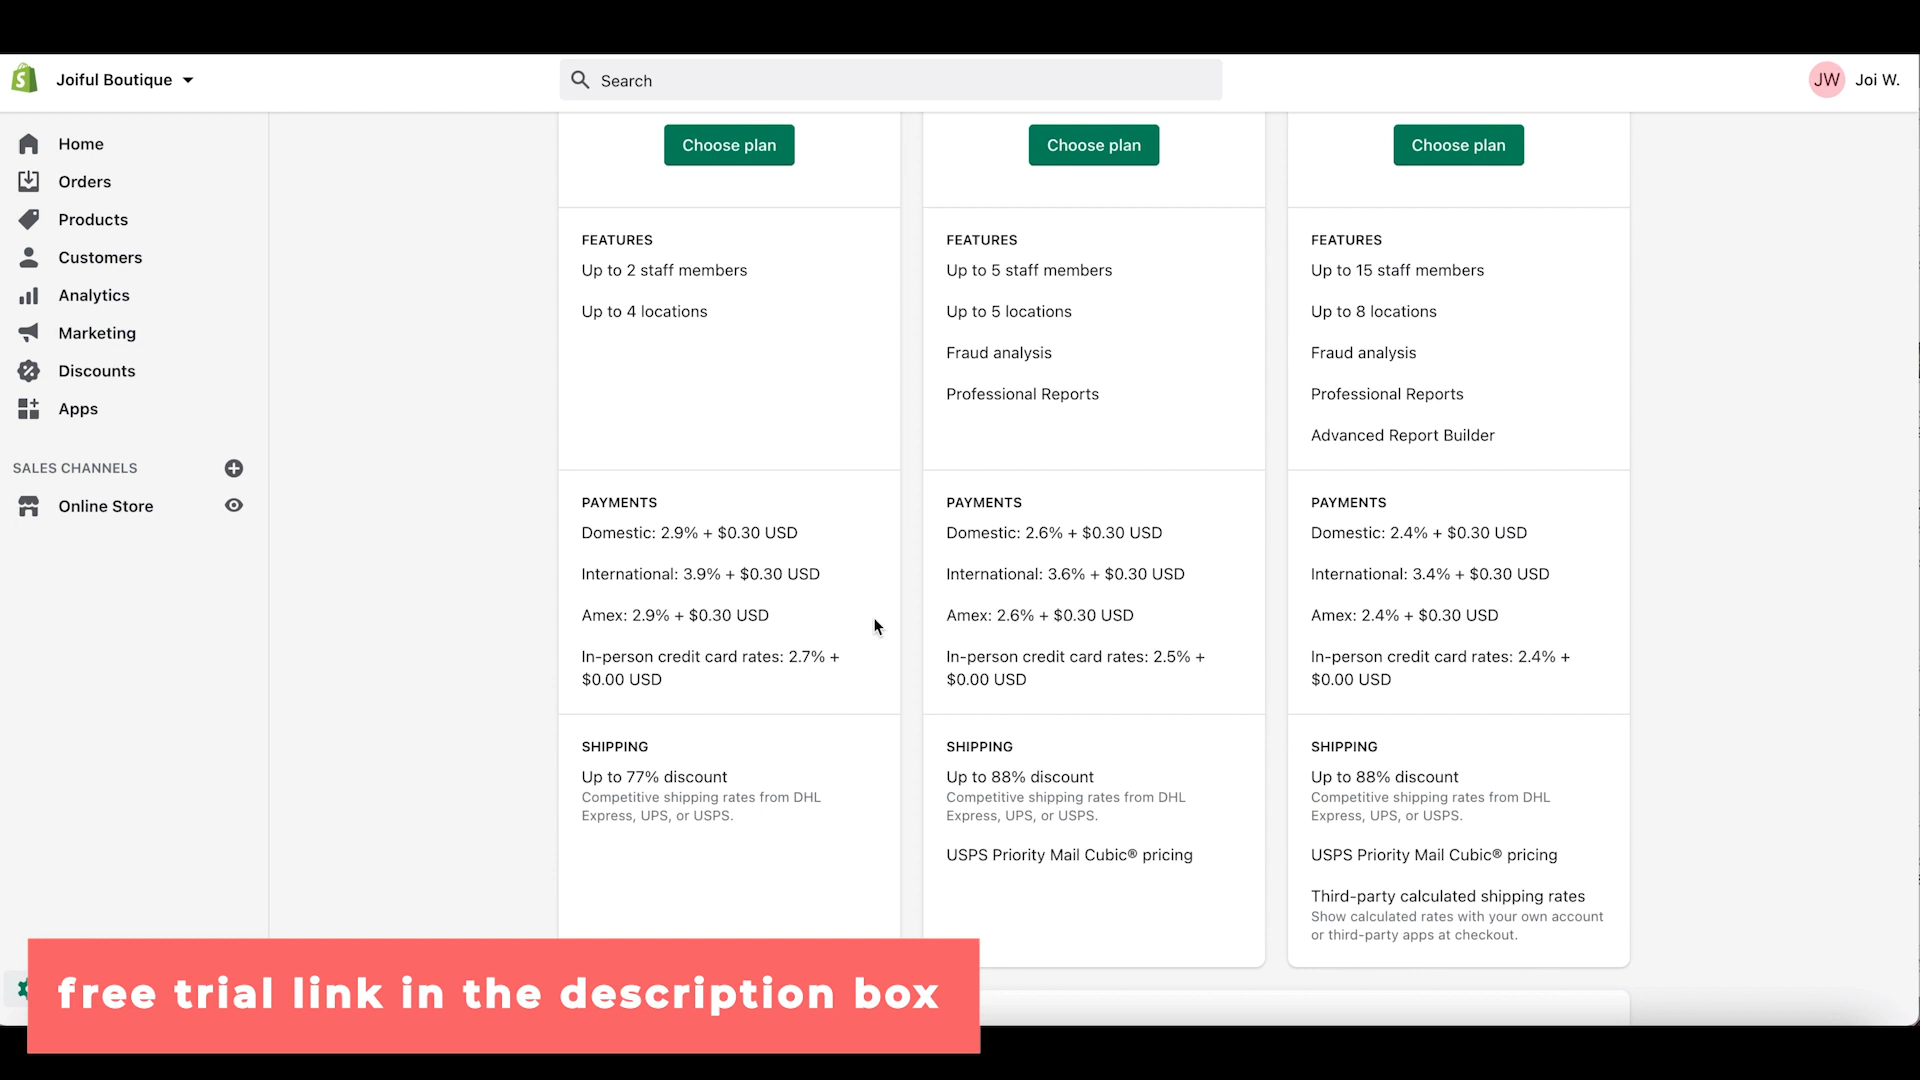 Joiful Boutique
Search
JW Joi W.
Home
Orders
Products
Customers
Analytics
Marketing
Discounts
Apps
SALES CHANNELS
Online Store
Choose plan
FEATURES
Up to 2 staff members
Up to 4 locations
PAYMENTS
Domestic: 2.9% + $0.30 USD
International: 3.9% + $0.30 USD
Amex: 2.9% + $0.30 USD
In-person credit card rates: 2.7% +
$0.00 USD
SHIPPING
Up to 77% discount
Competitive shipping rates from DHL
Express, UPS, or USPS.
Choose plan
FEATURES
Up to 5 staff members
Up to 5 locations
Fraud analysis
Professional Reports
PAYMENTS
Domestic: 2.6% + $0.30 USD
International: 3.6% + $0.30 USD
Amex: 2.6% + $0.30 USD
In-person credit card rates: 2.5% +
$0.00 USD
SHIPPING
Up to 88% discount
Competitive shipping rates from DHL
Express, UPS, or USPS.
USPS Priority Mail Cubic® pricing
Choose plan
FEATURES
Up to 15 staff members
Up to 8 locations
Fraud analysis
Professional Reports
Advanced Report Builder
PAYMENTS
Domestic: 2.4% + $0.30 USD
International: 3.4% + $0.30 USD
Amex: 2.4% + $0.30 USD
In-person credit card rates: 2.4% +
$0.00 USD
SHIPPING
Up to 88% discount
Competitive shipping rates from DHL
Express, UPS, or USPS.
USPS Priority Mail Cubic® pricing
Third-party calculated shipping rates
Show calculated rates with your own account
or third-party apps at checkout.
free trial link in the description box